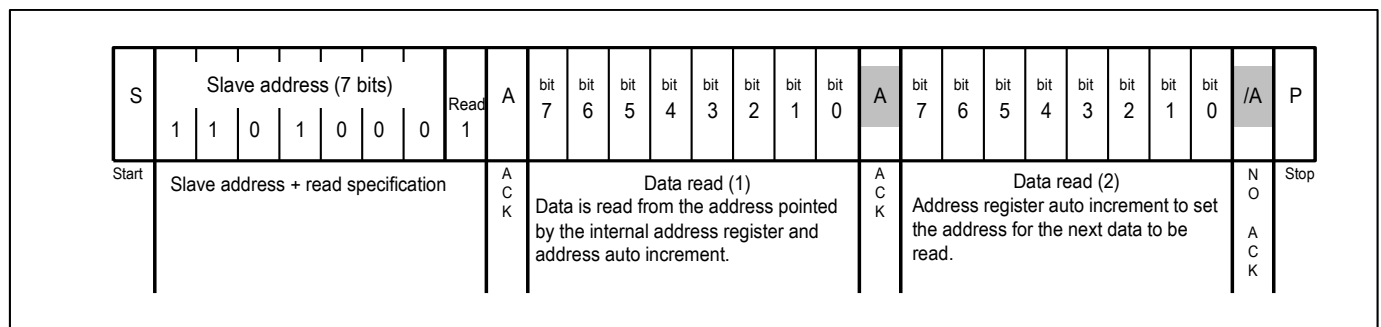 S Slave address (7 bits) Read A bit bit bit bit bit bit bit bit A bit bit bit bit bit bit bit bit /A P
1 1 0 1 0 0 0 1 7 6 5 4 3 2 1 0 7 6 5 4 3 2 1 0
Start
Slave address + read specification
A
C
K
Data read (1)
Data is read from the address pointed
by the internal address register and
address auto increment.
A
C
K
Data read (2)
Address register auto increment to set
the address for the next data to be
read.
N
O
A
C
K
Stop